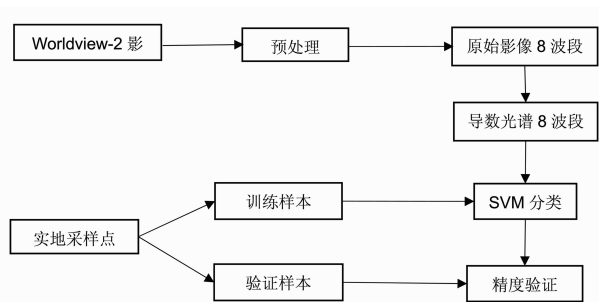 Worldview-2 影
预处理
原始影像 8 波段
导数光谱 8 波段
训练样本
SVM 分类
实地采样点
验证样本
精度验证